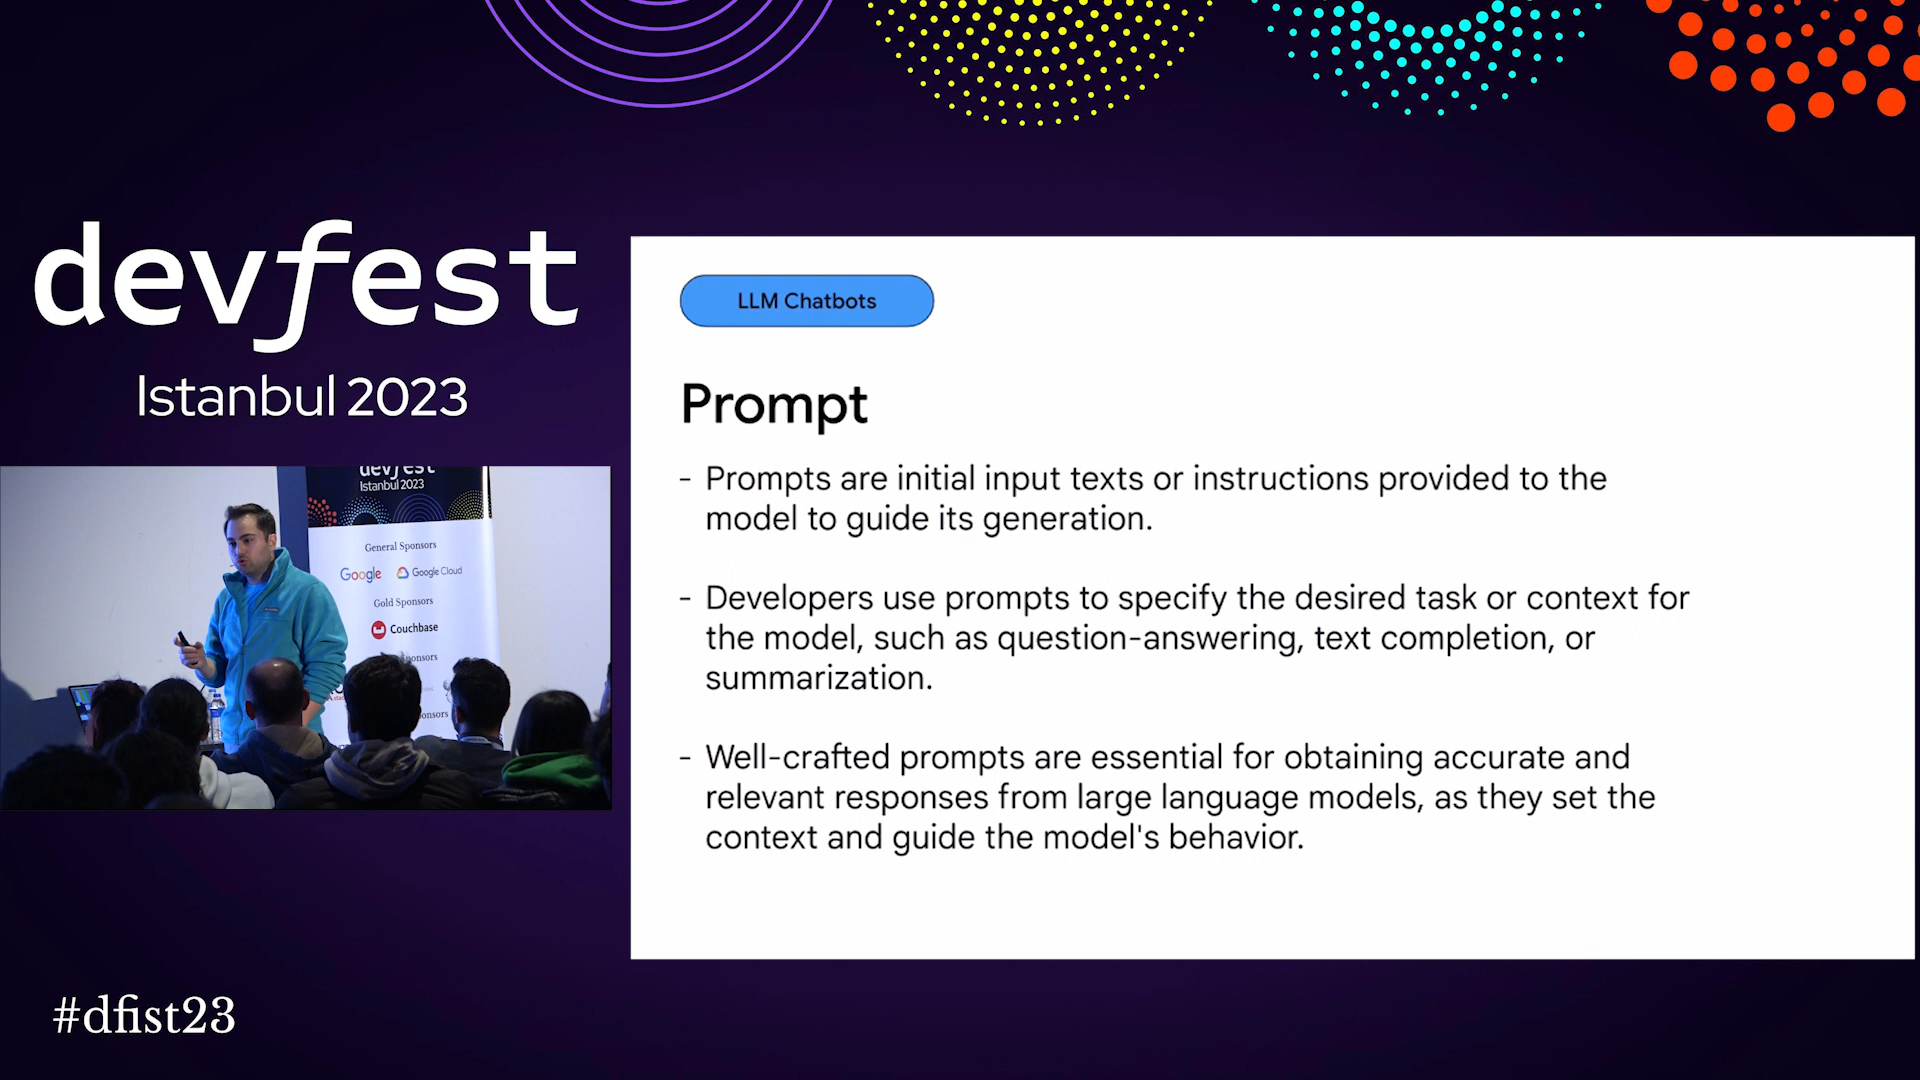 devfest
Istanbul 2023
LLM Chatbots
Prompt
- Prompts are initial input texts or instructions provided to the
model to guide its generation.
- Developers use prompts to specify the desired task or context for
the model, such as question-answering, text completion, or
summarization.
- Well-crafted prompts are essential for obtaining accurate and
relevant responses from large language models, as they set the
context and guide the model's behavior.
devfest
Istanbul 2023
General Sponsors
Google
Google Cloud
Gold Sponsors
Couchbase
#dfist23